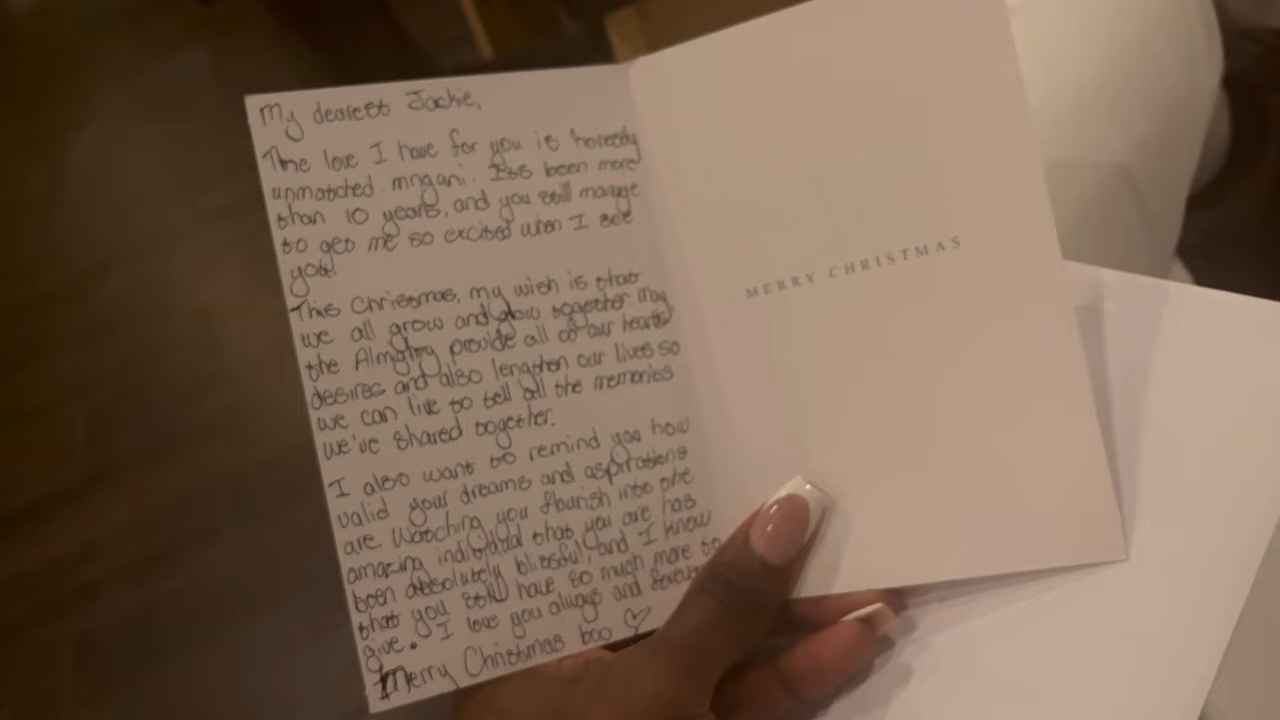 My dearest Jackie,
The love I have for you is honestly
unmatched mngani. It's been more
than 10 years, and you still manage
to get me so excited when I see
you.
This Christmas, my wish is that
we all grow and glow together. May
the Almighty provide all of our hearts'
desires and also lengthen our lives so
we can live to tell all the memories
we've shared together.
I also want to remind you how
valid your dreams and aspirations
are. Watching you flourish into the
amazing individual that you are has
been absolutely blissful, and I know
that you still have so much more to
give. I love you always and forever
Merry Christmas boo ♡
MERRY CHRISTMAS